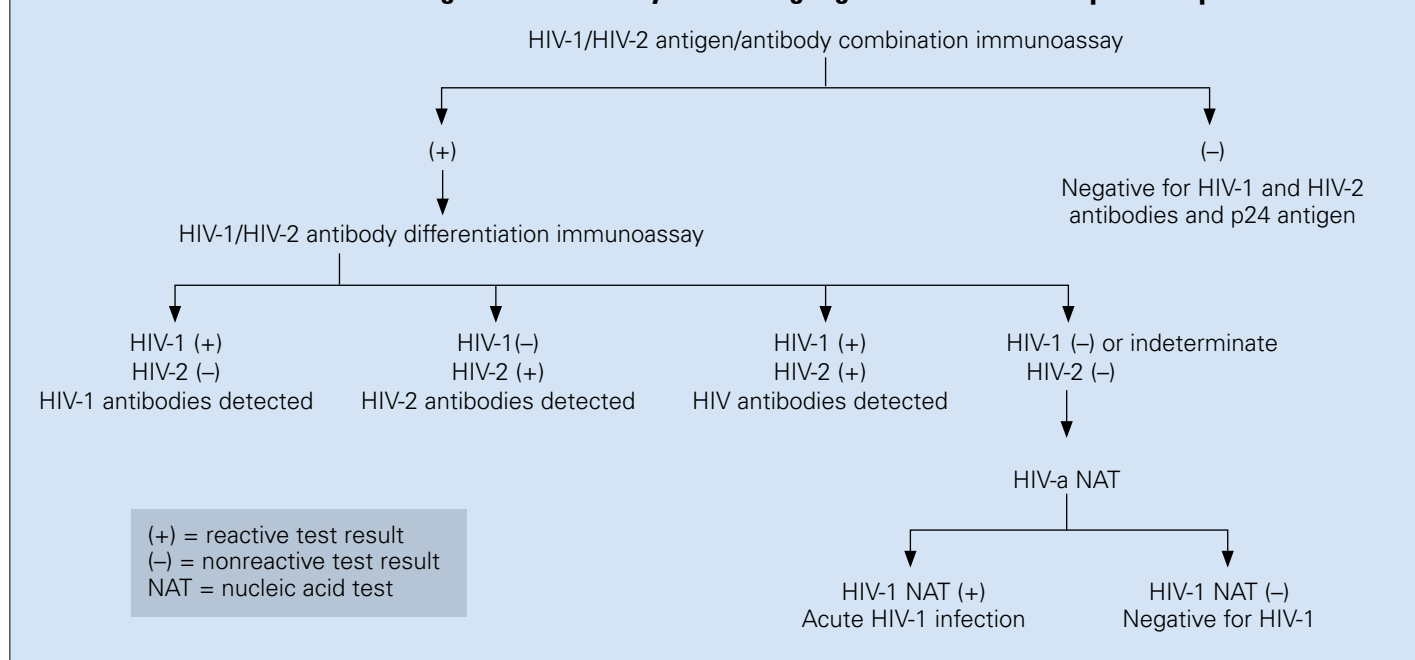 HIV-1/HIV-2 antigen/antibody combination immunoassay
(+)
(–)
Negative for HIV-1 and HIV-2
antibodies and p24 antigen
HIV-1/HIV-2 antibody differentiation immunoassay
HIV-1 (+)
HIV-2 (–)
HIV-1 antibodies detected
HIV-1(–)
HIV-2 (+)
HIV-2 antibodies detected
HIV-1 (+)
HIV-2 (+)
HIV antibodies detected
HIV-1 (–) or indeterminate
HIV-2 (–)
HIV-a NAT
(+) = reactive test result
(–) = nonreactive test result
NAT = nucleic acid test
HIV-1 NAT (+)
Acute HIV-1 infection
HIV-1 NAT (–)
Negative for HIV-1